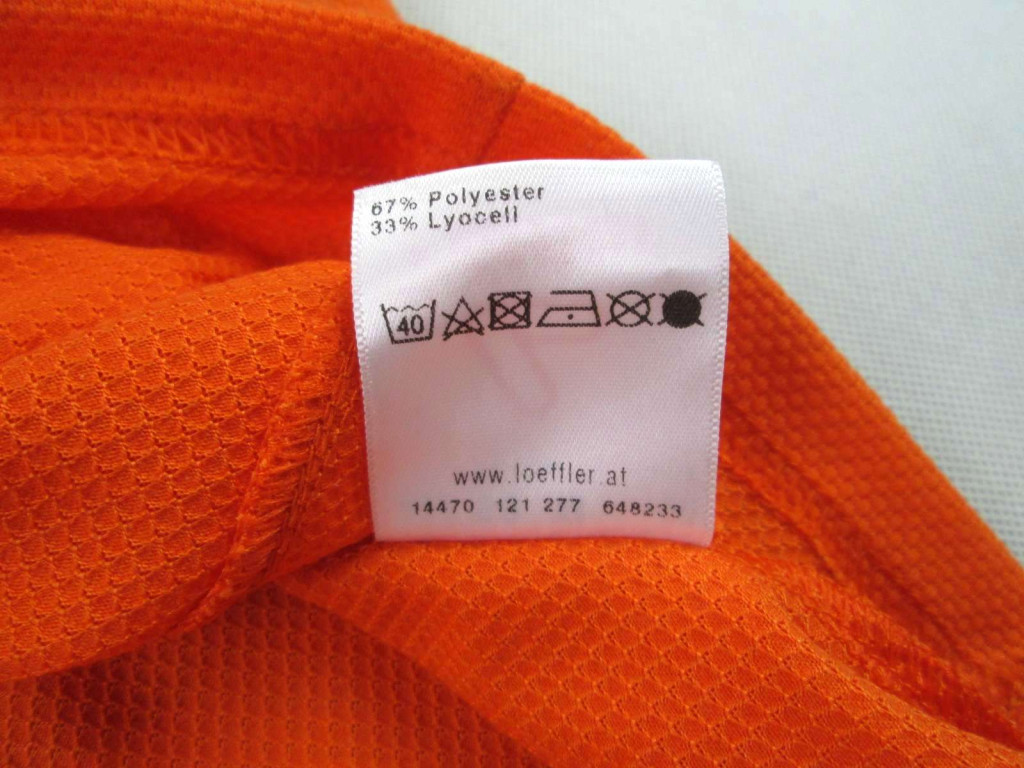 67% Polyester
33% Lyocell
40
www.loeffler.at
14470 121 277 648233